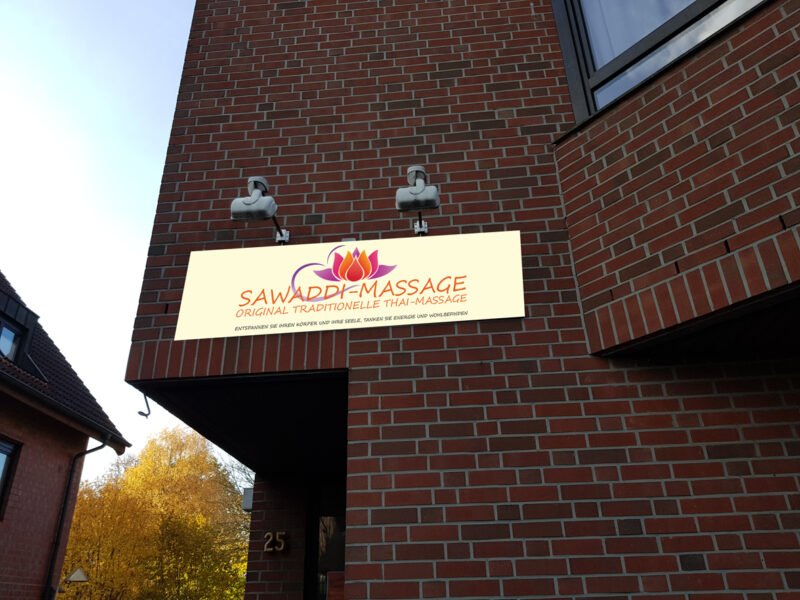 SAWADDI-MASSAGE
ORIGINAL TRADITIONELLE THAI-MASSAGE
ENTSPANNEN SIE IHREN KÖRPER UND IHRE SEELE, TANKEN SIE ENERGIE UND WOHLBEFINDEN
25